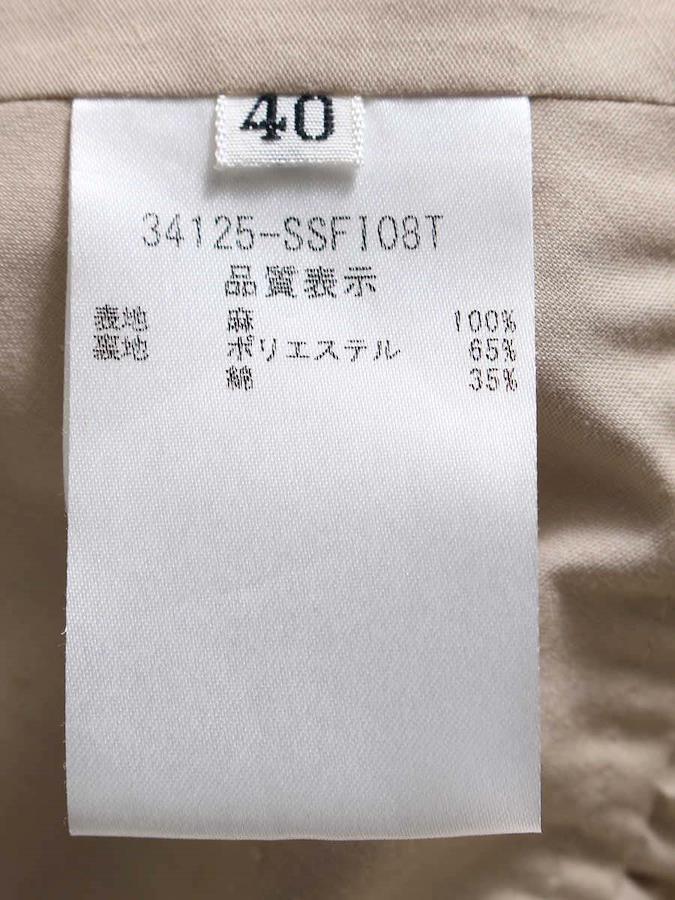 40
34125-SSFI08T
品質表示
表地 麻 100%
裏地 ポリエステル 65%
綿 35%